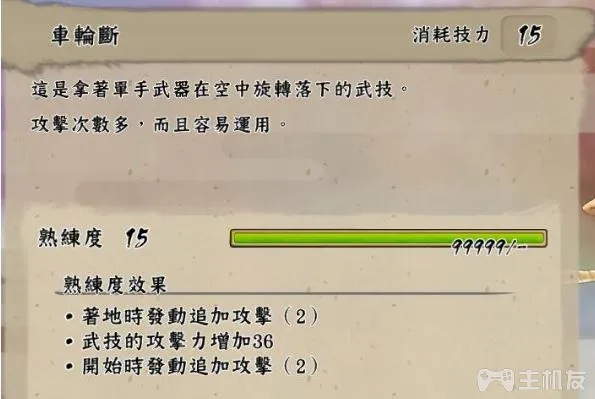 車輪斷
消耗技力 15
這是拿著單手武器在空中旋轉落下的武技。
攻擊次數多，而且容易運用。
熟練度 15
99999/-
熟練度效果
• 著地時發動追加攻擊（2）
• 武技的攻擊力增加36
• 開始時發動追加攻擊（2）
主机友